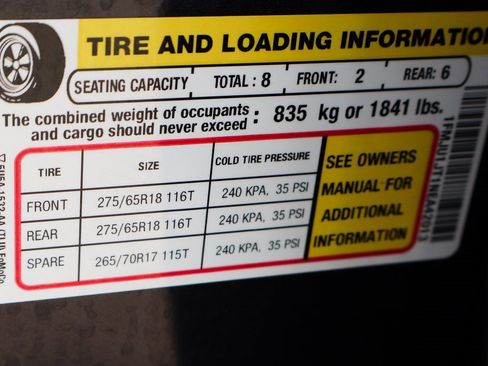 TIRE AND LOADING INFORMATION
SEATING CAPACITY TOTAL : 8 FRONT: 2 REAR: 6
The combined weight of occupants
and cargo should never exceed : 835 kg or 1841 lbs.
TIRE SIZE COLD TIRE PRESSURE
FRONT 275/65R18 116T 240 KPA, 35 PSI
REAR 275/65R18 116T 240 KPA, 35 PSI
SPARE 265/70R17 115T 240 KPA, 35 PSI
SEE OWNERS
MANUAL FOR
ADDITIONAL
INFORMATION